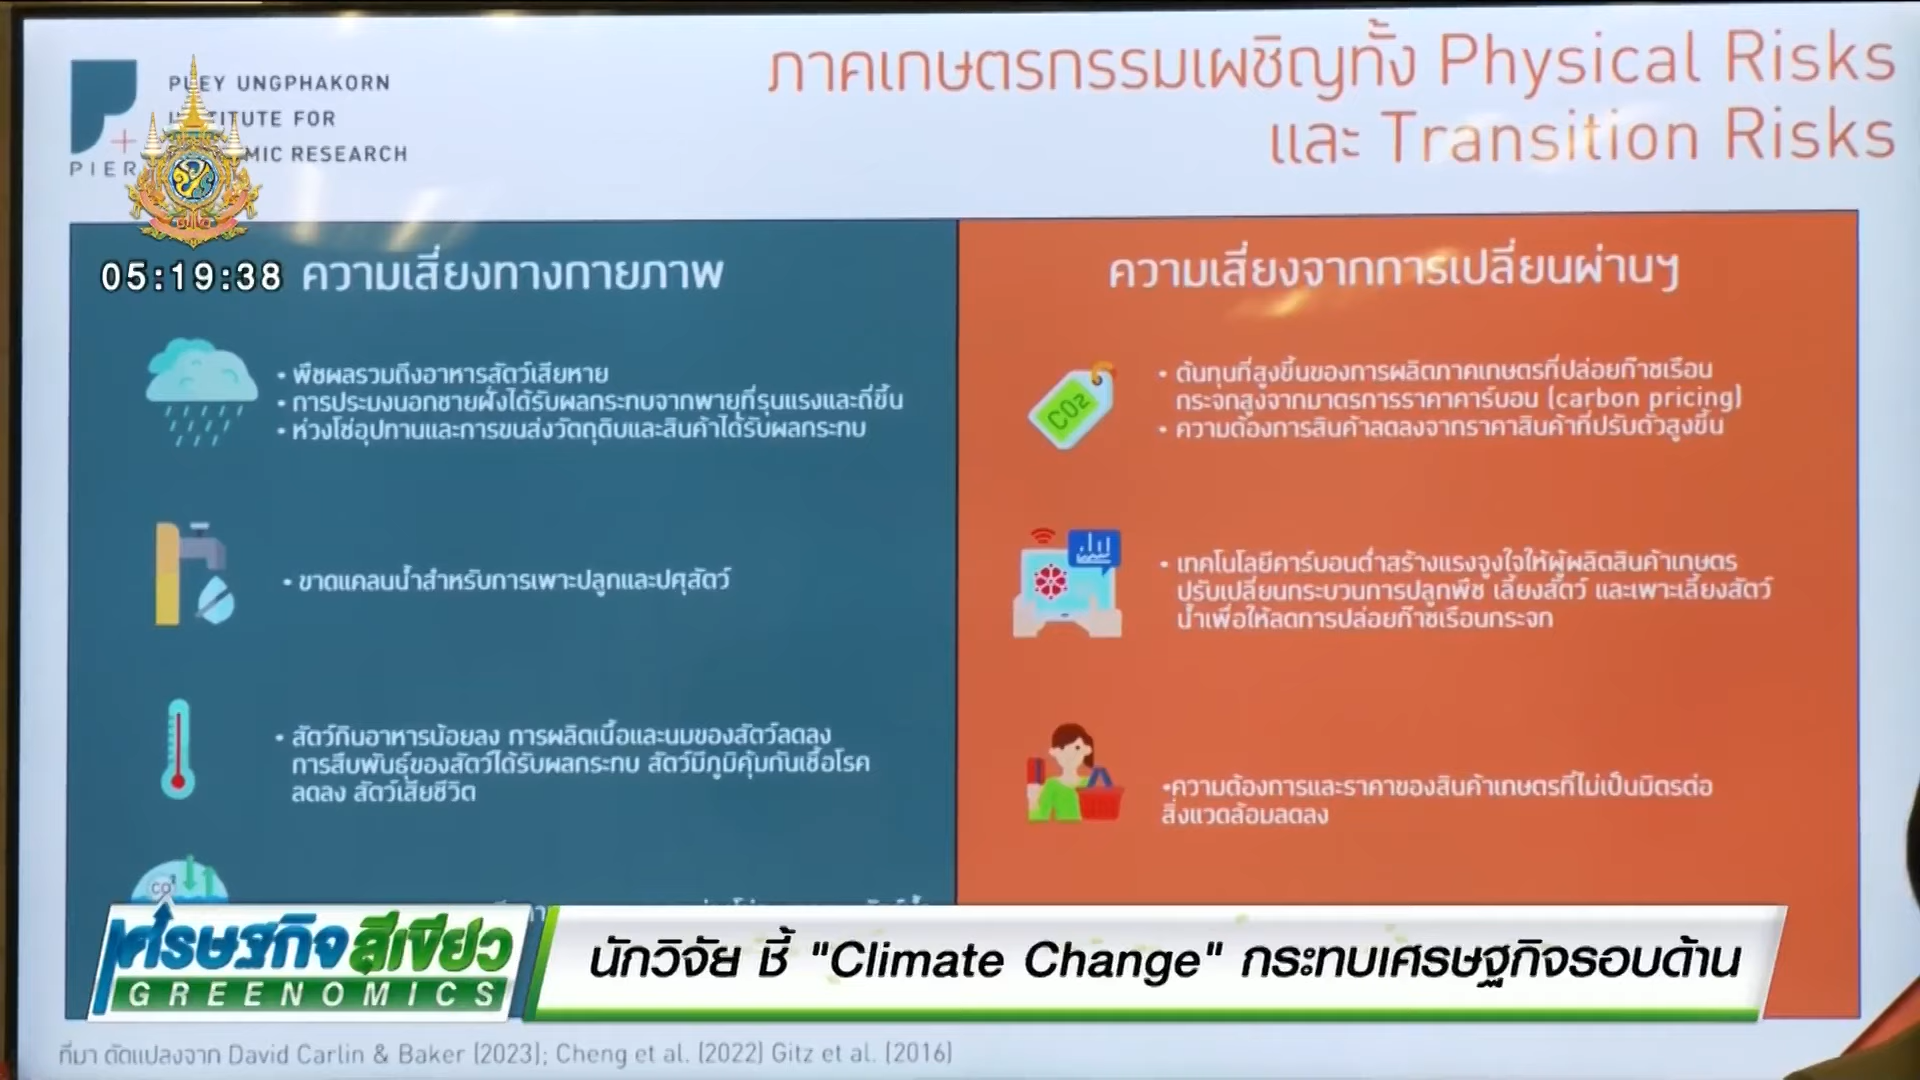 PUEY UNGPHAKORN
INSTITUTE FOR
MIC RESEARCH
PIER
ภาคเกษตรกรรมเผชิญทั้ง Physical Risks
และ Transition Risks
05:19:38
ความเสี่ยงทางกายภาพ
• พืชผลรวมถึงอาหารสัตว์เสียหาย
• การประมงนอกชายฝั่งได้รับผลกระทบจากพายุที่รุนแรงและถี่ขึ้น
• ห่วงโซ่อุปทานและการขนส่งวัตถุดิบและสินค้าได้รับผลกระทบ
• ขาดแคลนน้ำสำหรับการเพาะปลูกและปศุสัตว์
• สัตว์กินอาหารน้อยลง การผลิตเนื้อและนมของสัตว์ลดลง
การสืบพันธุ์ของสัตว์ได้รับผลกระทบ สัตว์มีภูมิคุ้มกันเชื้อโรค
ลดลง สัตว์เสียชีวิต
CO²
ความเสี่ยงจากการเปลี่ยนผ่านฯ
CO2
• ต้นทุนที่สูงขึ้นของการผลิตภาคเกษตรที่ปล่อยก๊าซเรือน
กระจกสูงจากมาตรการราคาคาร์บอน (carbon pricing)
• ความต้องการสินค้าลดลงจากราคาสินค้าที่ปรับตัวสูงขึ้น
• เทคโนโลยีคาร์บอนต่ำสร้างแรงจูงใจให้ผู้ผลิตสินค้าเกษตร
ปรับเปลี่ยนกระบวนการปลูกพืช เลี้ยงสัตว์ และเพาะเลี้ยงสัตว์
น้ำเพื่อให้ลดการปล่อยก๊าซเรือนกระจก
•ความต้องการและราคาของสินค้าเกษตรที่ไม่เป็นมิตรต่อ
สิ่งแวดล้อมลดลง
เศรษฐกิจสีเขียว
GREENOMICS
นักวิจัย ชี้ "Climate Change" กระทบเศรษฐกิจรอบด้าน
ที่มา ดัดแปลงจาก David Carlin & Baker (2023); Cheng et al. (2022) Gitz et al. (2016)